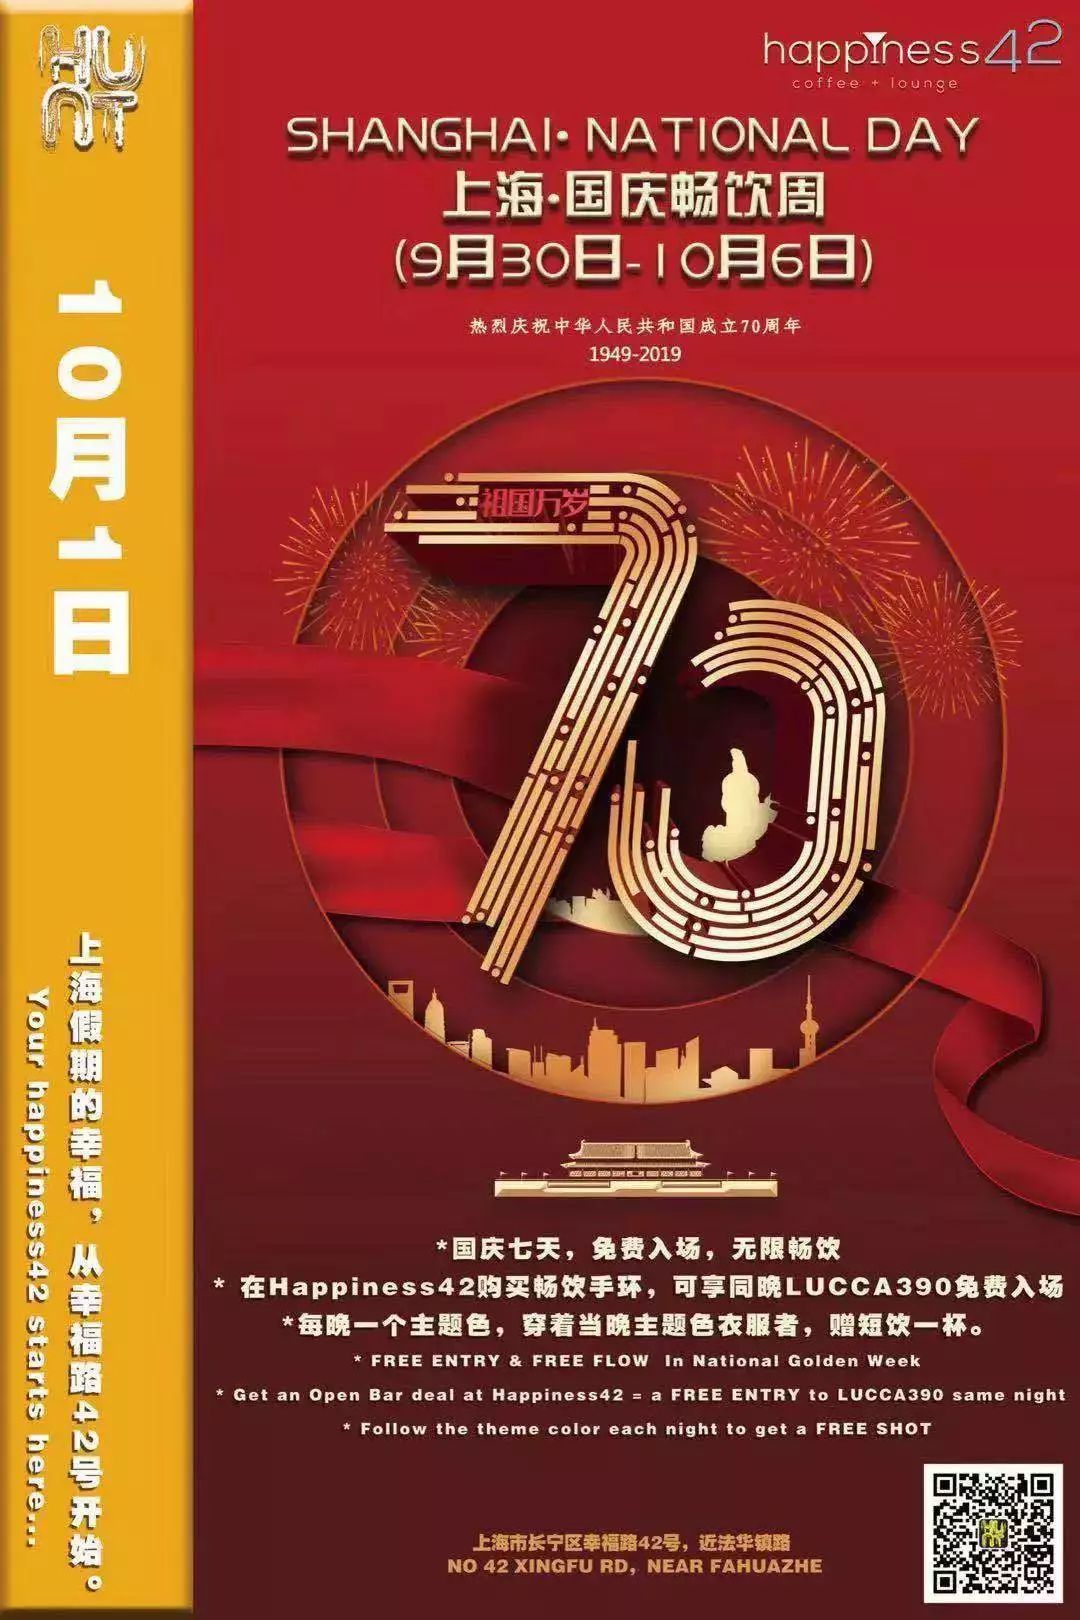 HUNT
happiness42
coffee + lounge
SHANGHAI· NATIONAL DAY
上海·国庆畅饮周
(9月30日-10月6日)
热烈庆祝中华人民共和国成立70周年
1949-2019
祖国万岁
70
10月1日
上海假期的幸福，从幸福路42号开始。
Your happiness42 starts here...
*国庆七天，免费入场，无限畅饮
* 在Happiness42购买畅饮手环，可享同晚LUCCA390免费入场
*每晚一个主题色，穿着当晚主题色衣服者，赠短饮一杯。
* FREE ENTRY & FREE FLOW In National Golden Week
* Get an Open Bar deal at Happiness42 = a FREE ENTRY to LUCCA390 same night
* Follow the theme color each night to get a FREE SHOT
上海市长宁区幸福路42号，近法华镇路
NO 42 XINGFU RD, NEAR FAHUAZHE